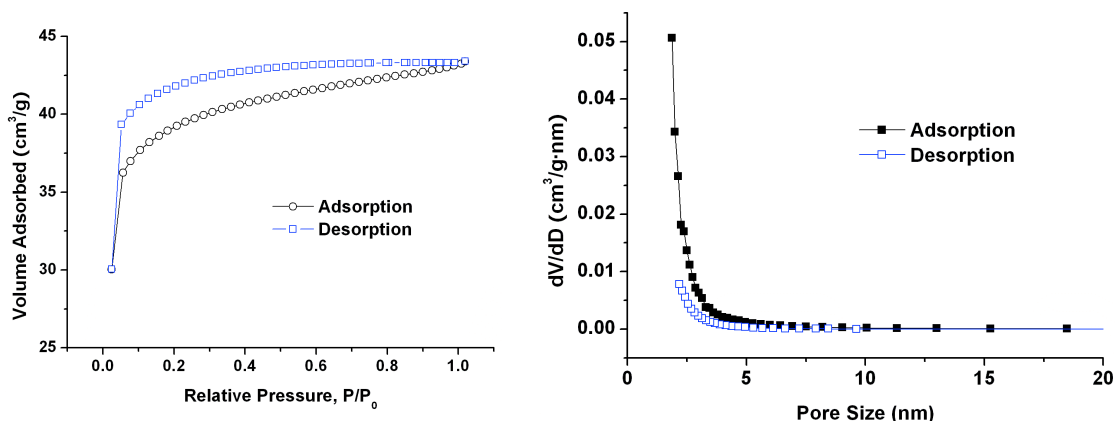 45
40
35
30
25
Volume Adsorbed (cm³/g)
Adsorption
Desorption
0.0 0.2 0.4 0.6 0.8 1.0
Relative Pressure, P/P₀
0.05
0.04
0.03
0.02
0.01
0.00
dV/dD (cm³/g·nm)
Adsorption
Desorption
0 5 10 15 20
Pore Size (nm)